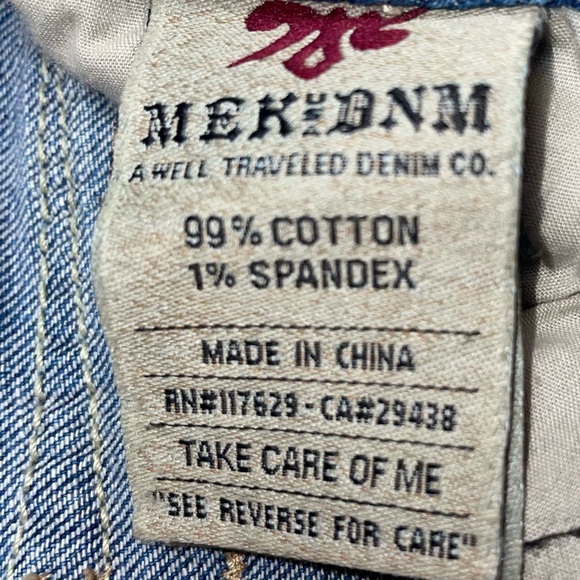 MEK INC DNM
A WELL TRAVELED DENIM CO.
99% COTTON
1% SPANDEX
MADE IN CHINA
RN#117629-CA#29438
TAKE CARE OF ME
"SEE REVERSE FOR CARE"